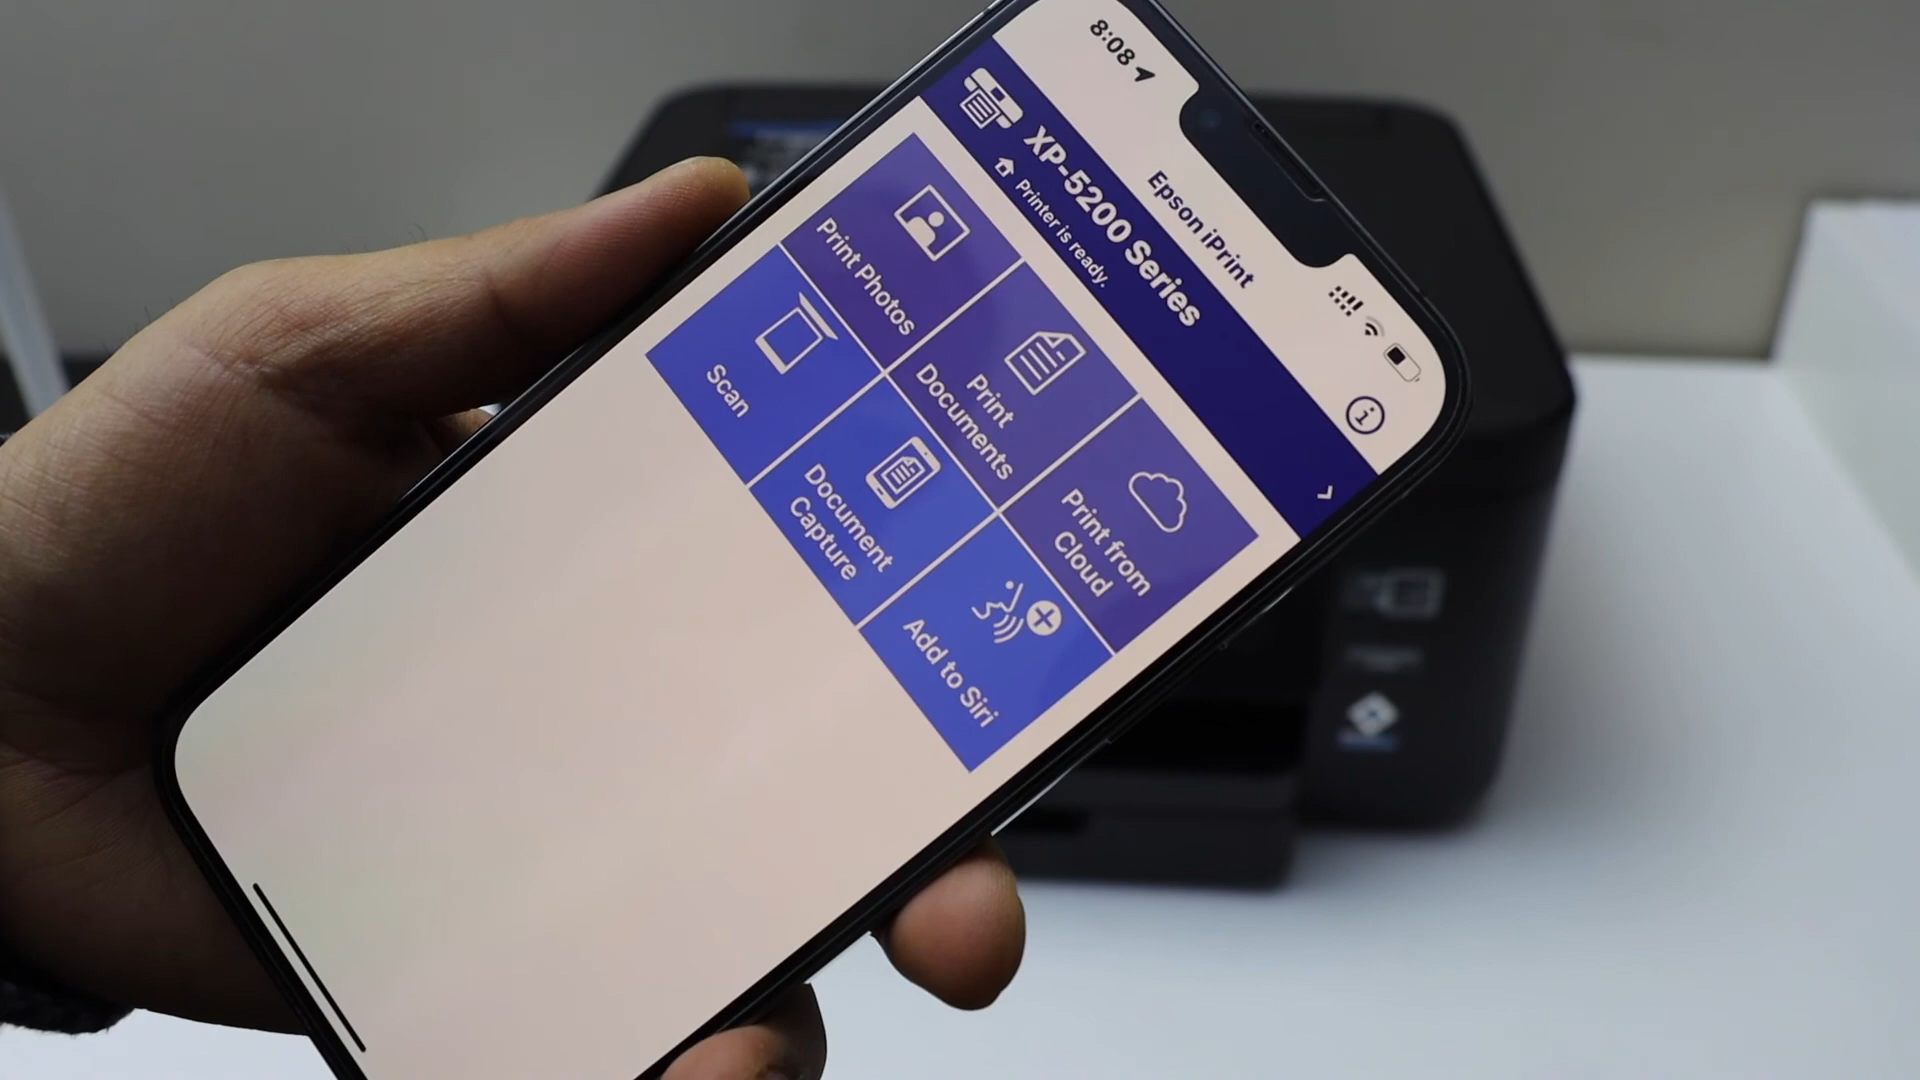 8:08
Epson iPrint
XP-5200 Series
Printer is ready.
Print Photos
Print
Documents
Print from
Cloud
Scan
Document
Capture
Add to Siri